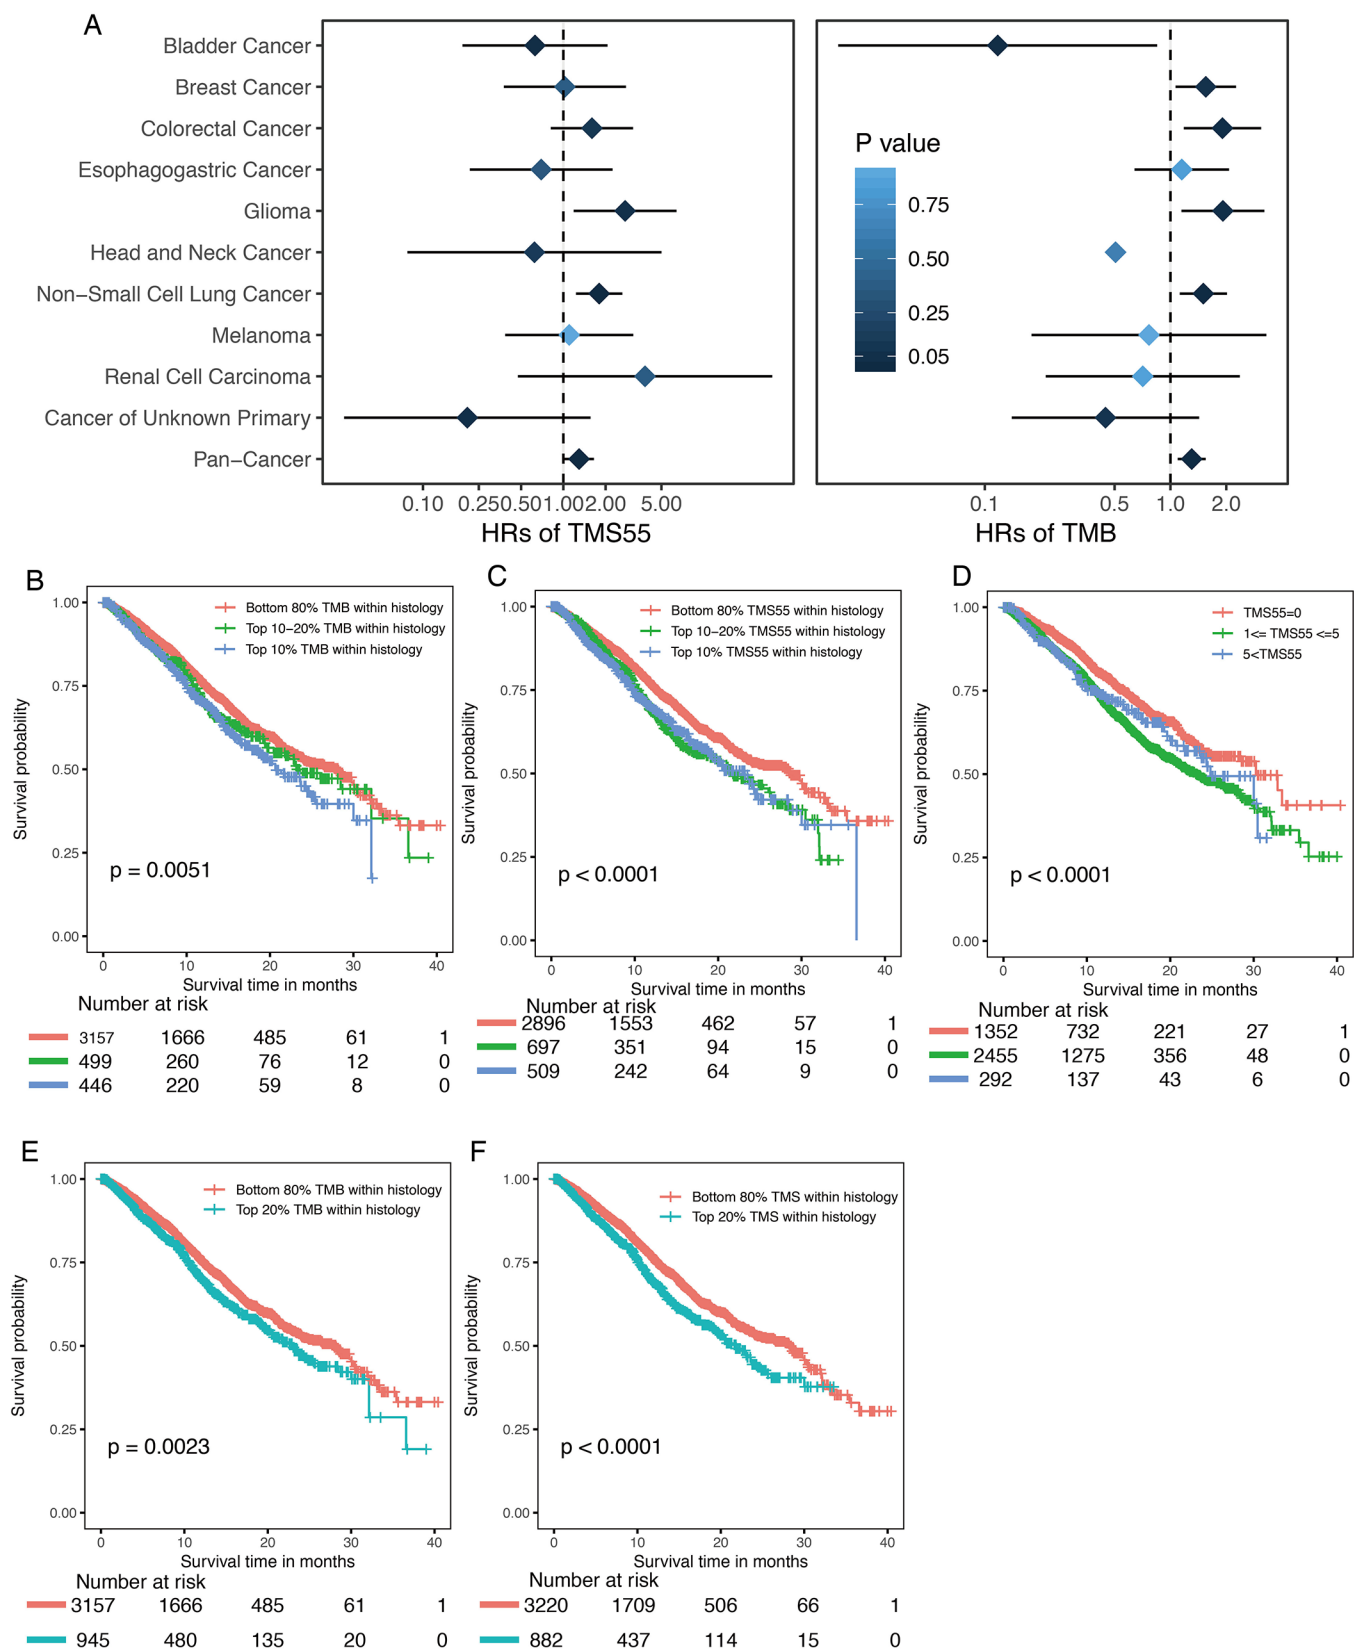 A
Bladder Cancer
Breast Cancer
Colorectal Cancer
Esophagogastric Cancer
Glioma
Head and Neck Cancer
Non−Small Cell Lung Cancer
Melanoma
Renal Cell Carcinoma
Cancer of Unknown Primary
Pan−Cancer
0.10 0.25 0.50 1.00 2.00 5.00
HRs of TMS55
P value
0.75
0.50
0.25
0.05
0.1 0.5 1.0 2.0
HRs of TMB
B
Survival probability
1.00
0.75
0.50
0.25
0.00
Bottom 80% TMB within histology
Top 10−20% TMB within histology
Top 10% TMB within histology
p = 0.0051
0 10 20 30 40
Survival time in months
Number at risk
3157 1666 485 61 1
499 260 76 12 0
446 220 59 8 0
C
Survival probability
1.00
0.75
0.50
0.25
0.00
Bottom 80% TMS55 within histology
Top 10−20% TMS55 within histology
Top 10% TMS55 within histology
p < 0.0001
0 10 20 30 40
Survival time in months
Number at risk
2896 1553 462 57 1
697 351 94 15 0
509 242 64 9 0
D
Survival probability
1.00
0.75
0.50
0.25
0.00
TMS55=0
1<= TMS55 <=5
5<TMS55
p < 0.0001
0 10 20 30 40
Survival time in months
Number at risk
1352 732 221 27 1
2455 1275 356 48 0
292 137 43 6 0
E
Survival probability
1.00
0.75
0.50
0.25
0.00
Bottom 80% TMB within histology
Top 20% TMB within histology
p = 0.0023
0 10 20 30 40
Survival time in months
Number at risk
3157 1666 485 61 1
945 480 135 20 0
F
Survival probability
1.00
0.75
0.50
0.25
0.00
Bottom 80% TMS within histology
Top 20% TMS within histology
p < 0.0001
0 10 20 30 40
Survival time in months
Number at risk
3220 1709 506 66 1
882 437 114 15 0